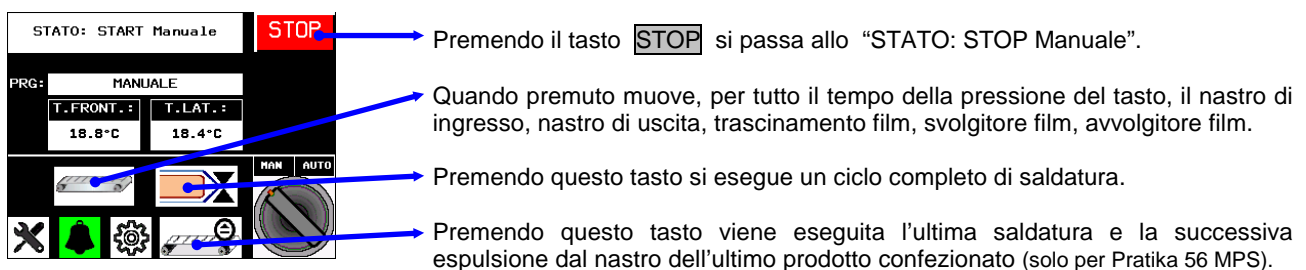 STATO: START Manuale
STOP
PRG: MANUALE
T.FRONT.: T.LAT.:
18.8°C 18.4°C
MAN AUTO
Premendo il tasto STOP si passa allo “STATO: STOP Manuale”.
Quando premuto muove, per tutto il tempo della pressione del tasto, il nastro di
ingresso, nastro di uscita, trascinamento film, svolgitore film, avvolgitore film.
Premendo questo tasto si esegue un ciclo completo di saldatura.
Premendo questo tasto viene eseguita l’ultima saldatura e la successiva
espulsione dal nastro dell’ultimo prodotto confezionato (solo per Pratika 56 MPS).